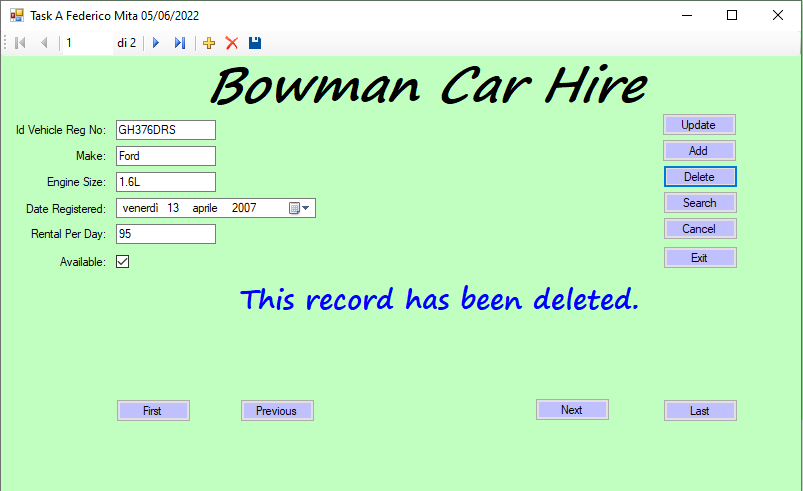 Task A Federico Mita 05/06/2022
1 di 2
Bowman Car Hire
Id Vehicle Reg No: GH376DRS
Make: Ford
Engine Size: 1.6L
Date Registered: venerdì 13 aprile 2007
Rental Per Day: 95
Available:
Update
Add
Delete
Search
Cancel
Exit
This record has been deleted.
First Previous Next Last